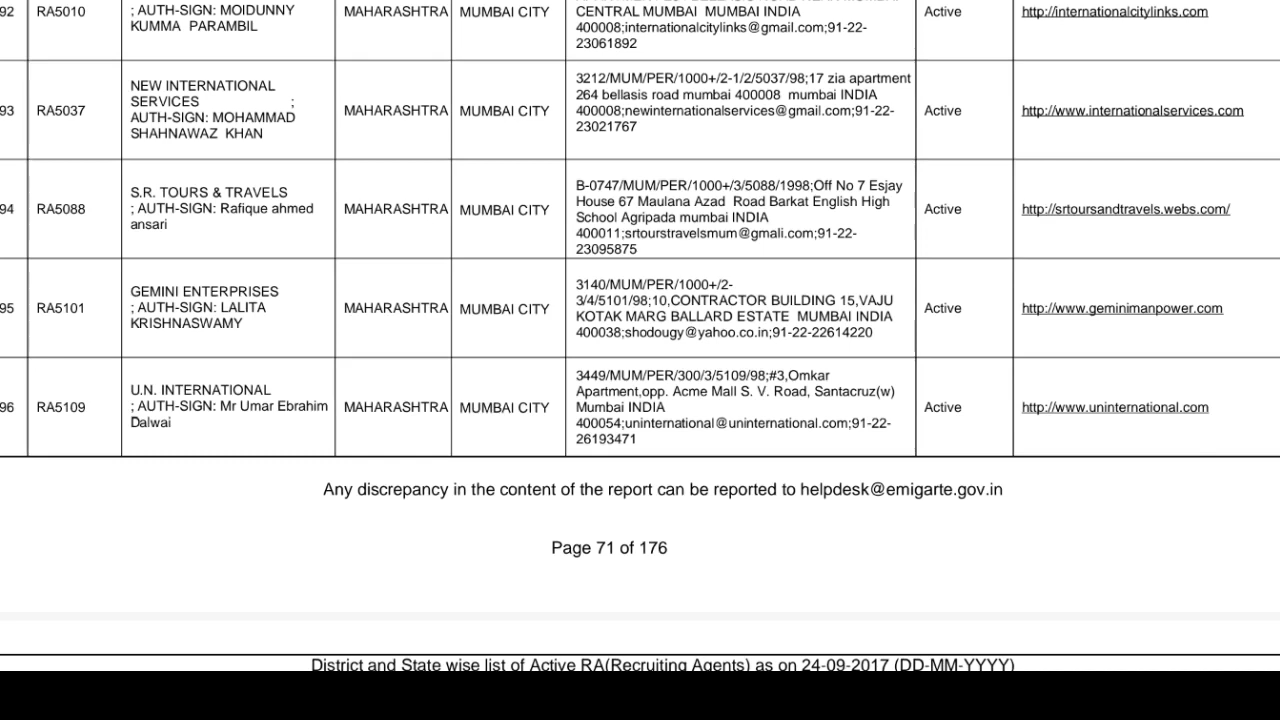 92 RA5010 ; AUTH-SIGN: MOIDUNNY KUMMA PARAMBIL MAHARASHTRA MUMBAI CITY
CENTRAL MUMBAI MUMBAI INDIA
400008;internationalcitylinks@gmail.com;91-22-
23061892
Active http://internationalcitylinks.com
93 RA5037
NEW INTERNATIONAL
SERVICES ;
AUTH-SIGN: MOHAMMAD
SHAHNAWAZ KHAN
MAHARASHTRA MUMBAI CITY
3212/MUM/PER/1000+/2-1/2/5037/98;17 zia apartment
264 bellasis road mumbai 400008 mumbai INDIA
400008;newinternationalservices@gmail.com;91-22-
23021767
Active http://www.internationalservices.com
94 RA5088
S.R. TOURS & TRAVELS
; AUTH-SIGN: Rafique ahmed
ansari
MAHARASHTRA MUMBAI CITY
B-0747/MUM/PER/1000+/3/5088/1998;Off No 7 Esjay
House 67 Maulana Azad Road Barkat English High
School Agripada mumbai INDIA
400011;srtourstravelsmum@gmali.com;91-22-
23095875
Active http://srtoursandtravels.webs.com/
95 RA5101
GEMINI ENTERPRISES
; AUTH-SIGN: LALITA
KRISHNASWAMY
MAHARASHTRA MUMBAI CITY
3140/MUM/PER/1000+/2-
3/4/5101/98;10,CONTRACTOR BUILDING 15,VAJU
KOTAK MARG BALLARD ESTATE MUMBAI INDIA
400038;shodougy@yahoo.co.in;91-22-22614220
Active http://www.geminimanpower.com
96 RA5109
U.N. INTERNATIONAL
; AUTH-SIGN: Mr Umar Ebrahim
Dalwai
MAHARASHTRA MUMBAI CITY
3449/MUM/PER/300/3/5109/98;#3,Omkar
Apartment,opp. Acme Mall S. V. Road, Santacruz(w)
Mumbai INDIA
400054;uninternational@uninternational.com;91-22-
26193471
Active http://www.uninternational.com
Any discrepancy in the content of the report can be reported to helpdesk@emigarte.gov.in
Page 71 of 176
District and State wise list of Active RA(Recruiting Agents) as on 24-09-2017 (DD-MM-YYYY)